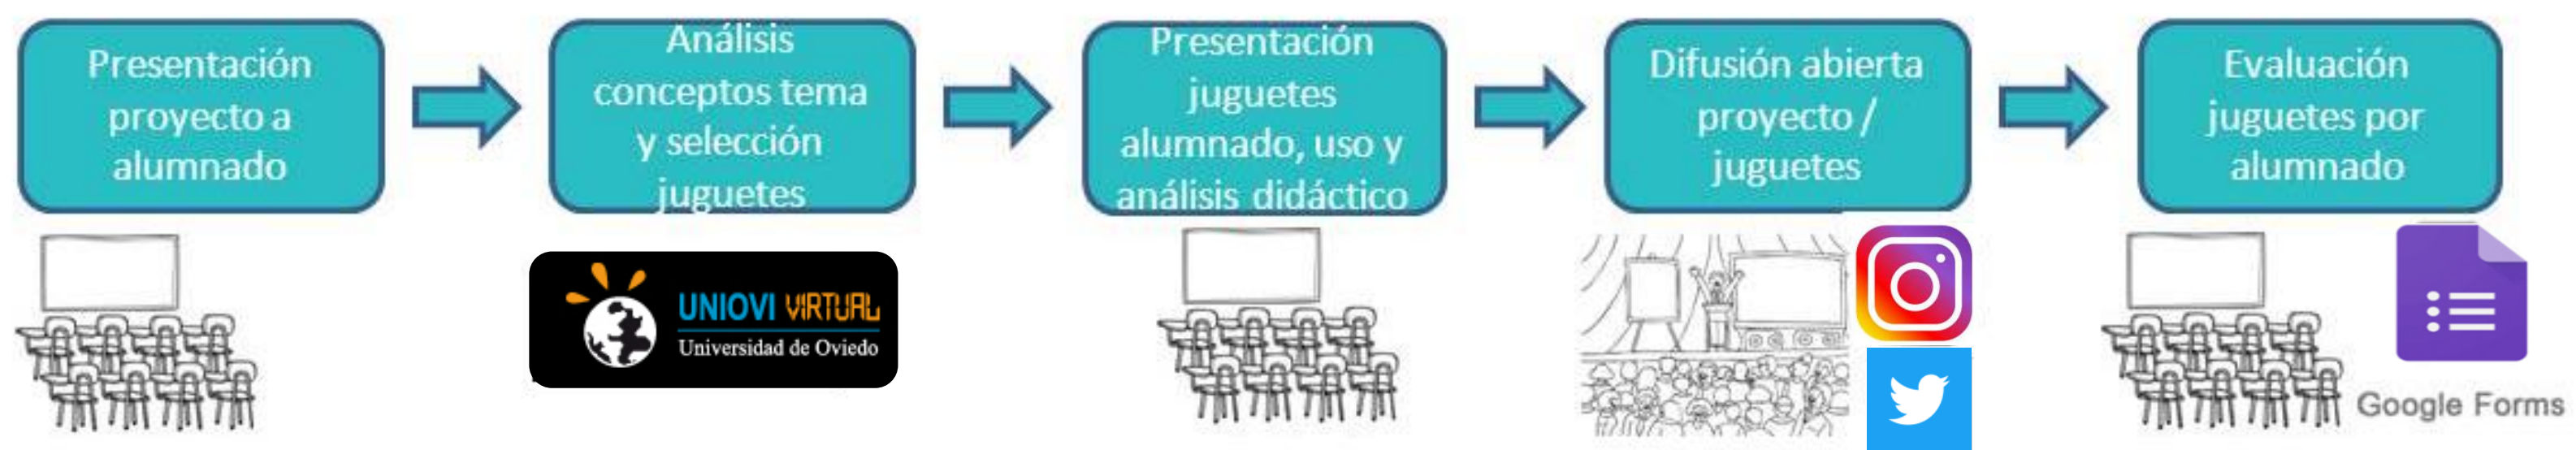 Presentación
proyecto a
alumnado
Análisis
conceptos tema
y selección
juguetes
Presentación
juguetes
alumnado, uso y
análisis didáctico
Difusión abierta
proyecto /
juguetes
Evaluación
juguetes por
alumnado
UNIOVI VIRTUAL
Universidad de Oviedo
Google Forms